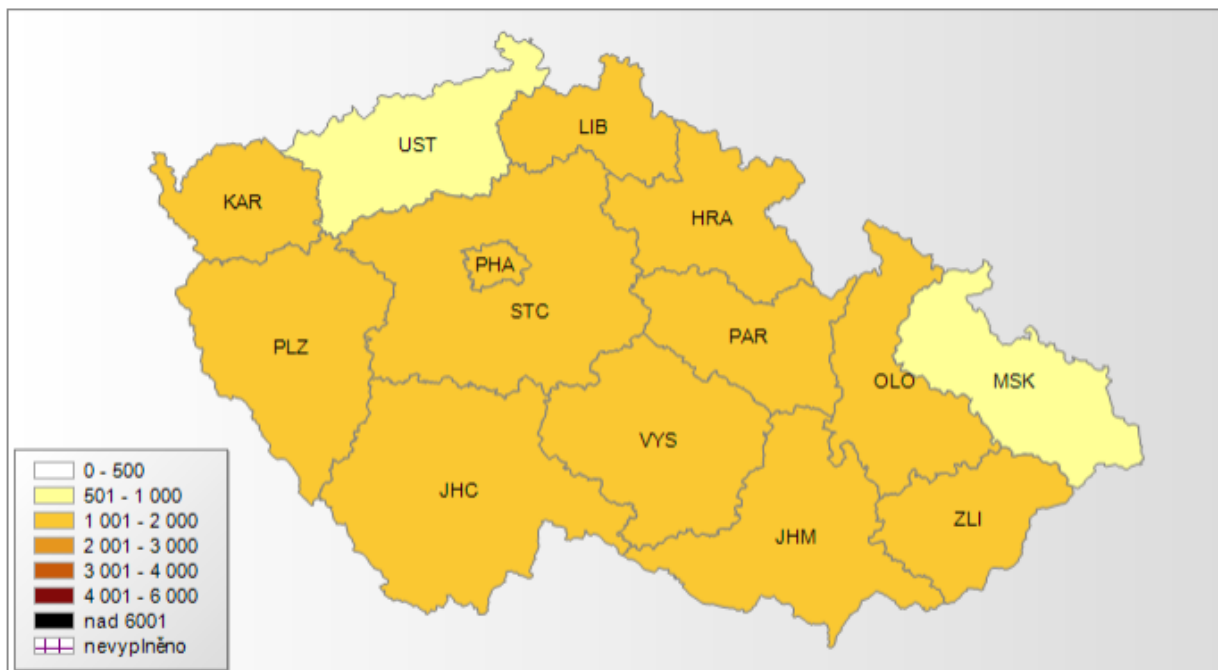 LIB
UST
KAR
HRA
PHA
STC
PAR
PLZ
OLO
MSK
VYS
JHC
ZLI
JHM
0 - 500
501 - 1 000
1 001 - 2 000
2 001 - 3 000
3 001 - 4 000
4 001 - 6 000
nad 6001
nevyplněno